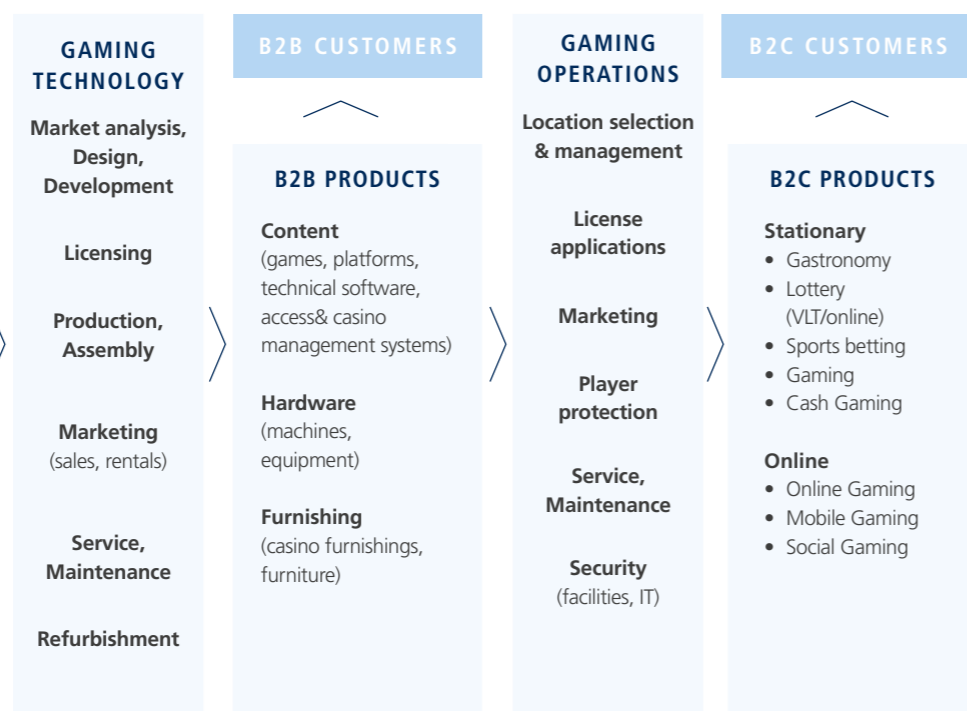 GAMING
TECHNOLOGY
Market analysis,
Design,
Development
Licensing
Production,
Assembly
Marketing
(sales, rentals)
Service,
Maintenance
Refurbishment
B2B CUSTOMERS
B2B PRODUCTS
Content
(games, platforms,
technical software,
access& casino
management systems)
Hardware
(machines,
equipment)
Furnishing
(casino furnishings,
furniture)
GAMING
OPERATIONS
Location selection
& management
License
applications
Marketing
Player
protection
Service,
Maintenance
Security
(facilities, IT)
B2C CUSTOMERS
B2C PRODUCTS
Stationary
• Gastronomy
• Lottery
(VLT/online)
• Sports betting
• Gaming
• Cash Gaming
Online
• Online Gaming
• Mobile Gaming
• Social Gaming